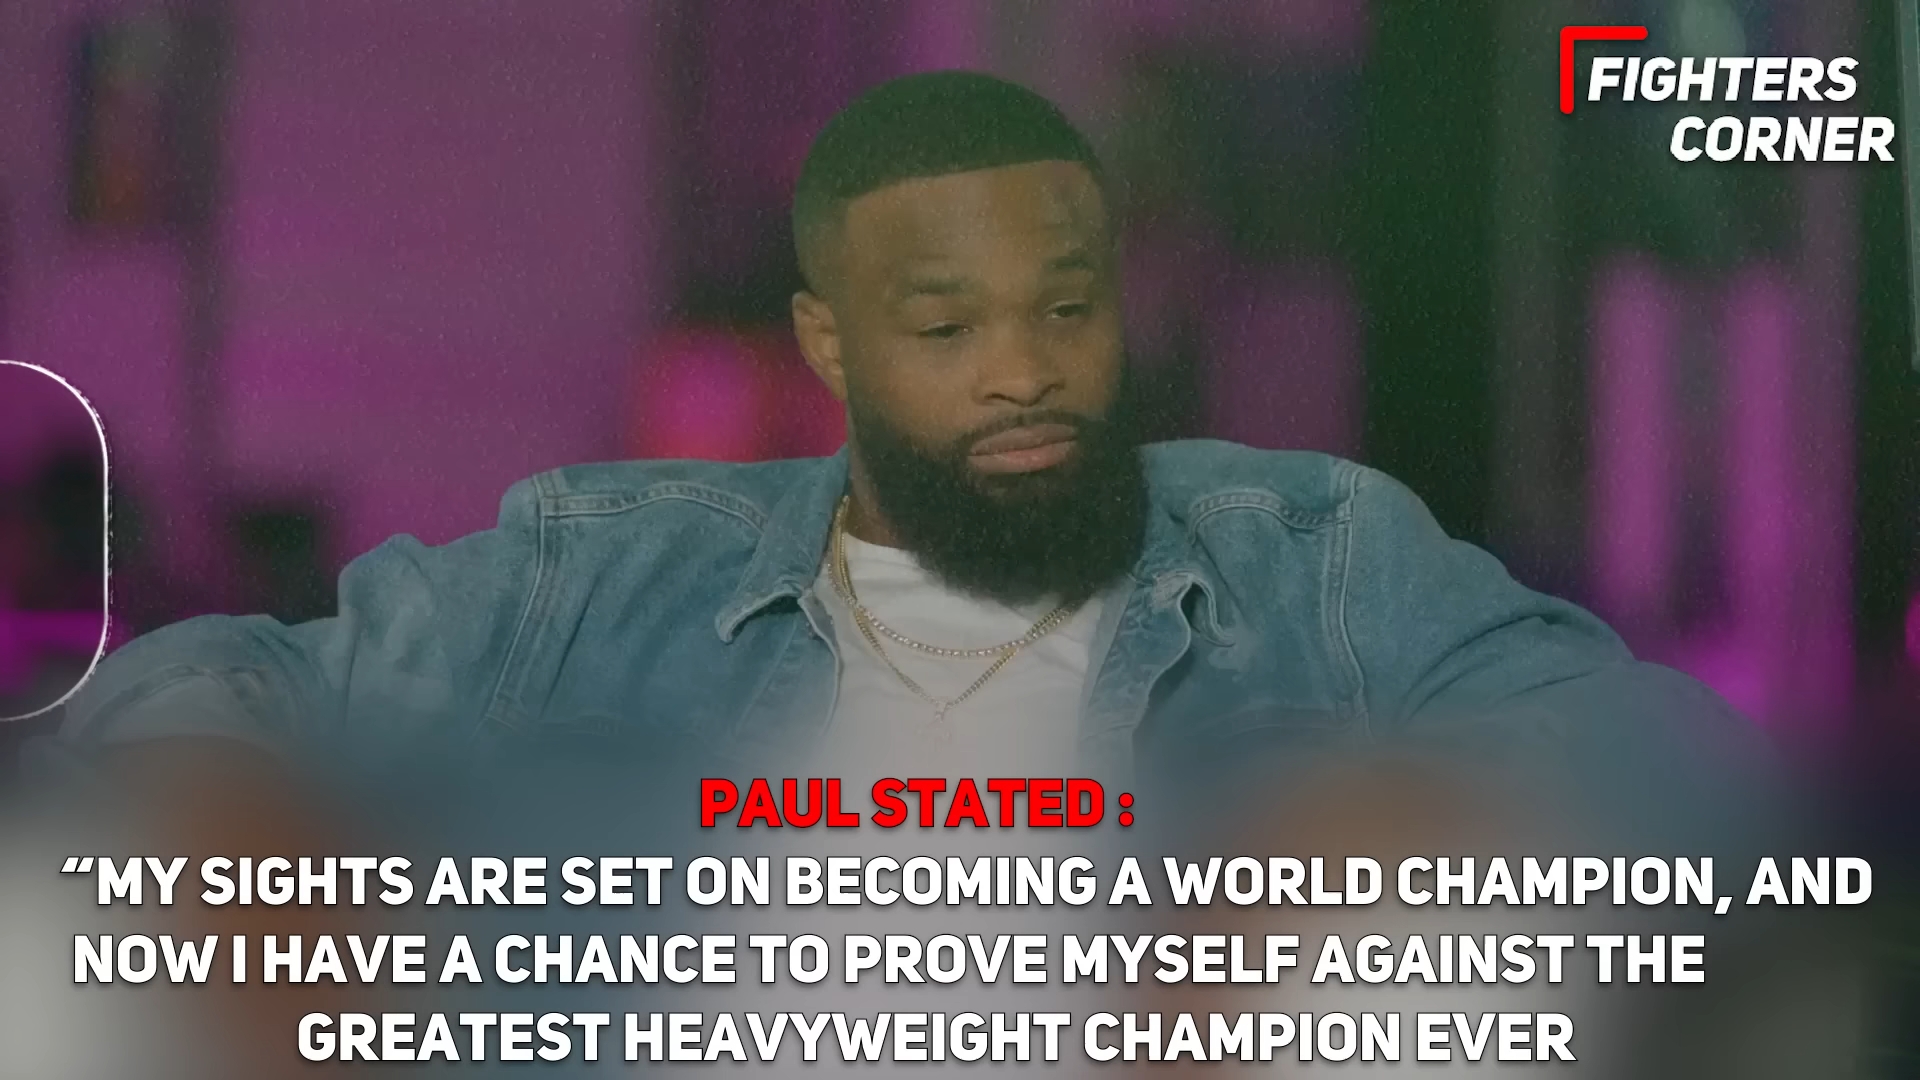 FIGHTERS
CORNER
PAUL STATED :
“MY SIGHTS ARE SET ON BECOMING A WORLD CHAMPION, AND
NOW I HAVE A CHANCE TO PROVE MYSELF AGAINST THE
GREATEST HEAVYWEIGHT CHAMPION EVER